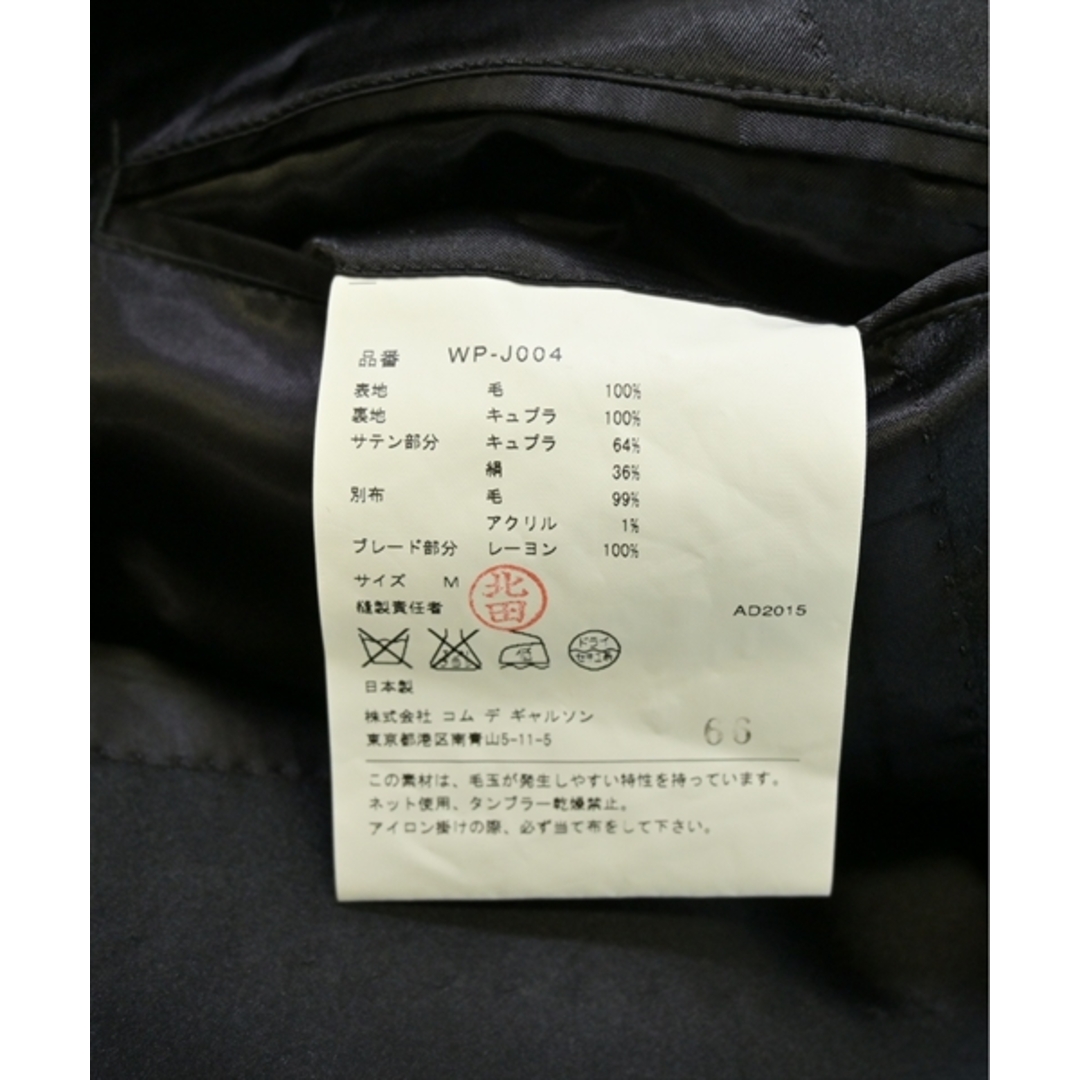 品番 WP-J004
表地 毛 100%
裏地 キュプラ 100%
サテン部分 キュプラ 64%
絹 36%
別布 毛 99%
アクリル 1%
ブレード部分 レーヨン 100%
サイズ M
北田
縫製責任者
AD2015
ドライ
日本製
株式会社 コム デ ギャルソン
東京都港区南青山5-11-5
66
この素材は、毛玉が発生しやすい特性を持っています。
ネット使用、タンブラー乾燥禁止。
アイロン掛けの際、必ず当て布をして下さい。